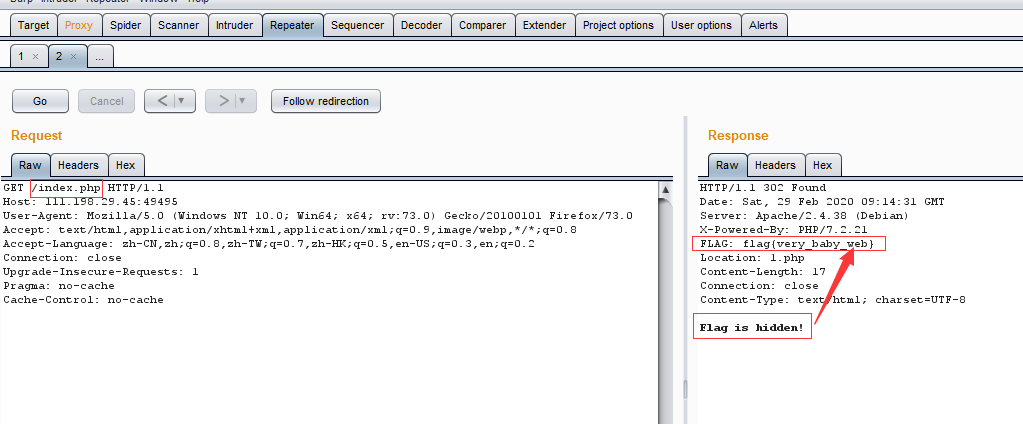 Target Proxy Spider Scanner Intruder Repeater Sequencer Decoder Comparer Extender Project options User options Alerts
1 × 2 × ...
Go Cancel < ▼ > ▼ Follow redirection
Request
Raw Headers Hex
GET /index.php HTTP/1.1
Host: 111.198.29.45:49495
User-Agent: Mozilla/5.0 (Windows NT 10.0; Win64; x64; rv:73.0) Gecko/20100101 Firefox/73.0
Accept: text/html,application/xhtml+xml,application/xml;q=0.9,image/webp,*/*;q=0.8
Accept-Language: zh-CN,zh;q=0.8,zh-TW;q=0.7,zh-HK;q=0.5,en-US;q=0.3,en;q=0.2
Connection: close
Upgrade-Insecure-Requests: 1
Pragma: no-cache
Cache-Control: no-cache
Response
Raw Headers Hex
HTTP/1.1 302 Found
Date: Sat, 29 Feb 2020 09:14:31 GMT
Server: Apache/2.4.38 (Debian)
X-Powered-By: PHP/7.2.21
FLAG: flag{very_baby_web}
Location: 1.php
Content-Length: 17
Connection: close
Content-Type: text/html; charset=UTF-8
Flag is hidden!